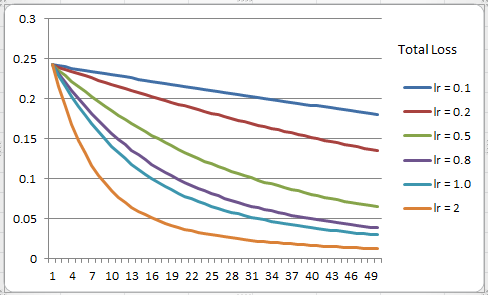 0.3
0.25
0.2
0.15
0.1
0.05
0
1 4 7 10 13 16 19 22 25 28 31 34 37 40 43 46 49
Total Loss
lr = 0.1
lr = 0.2
lr = 0.5
lr = 0.8
lr = 1.0
lr = 2